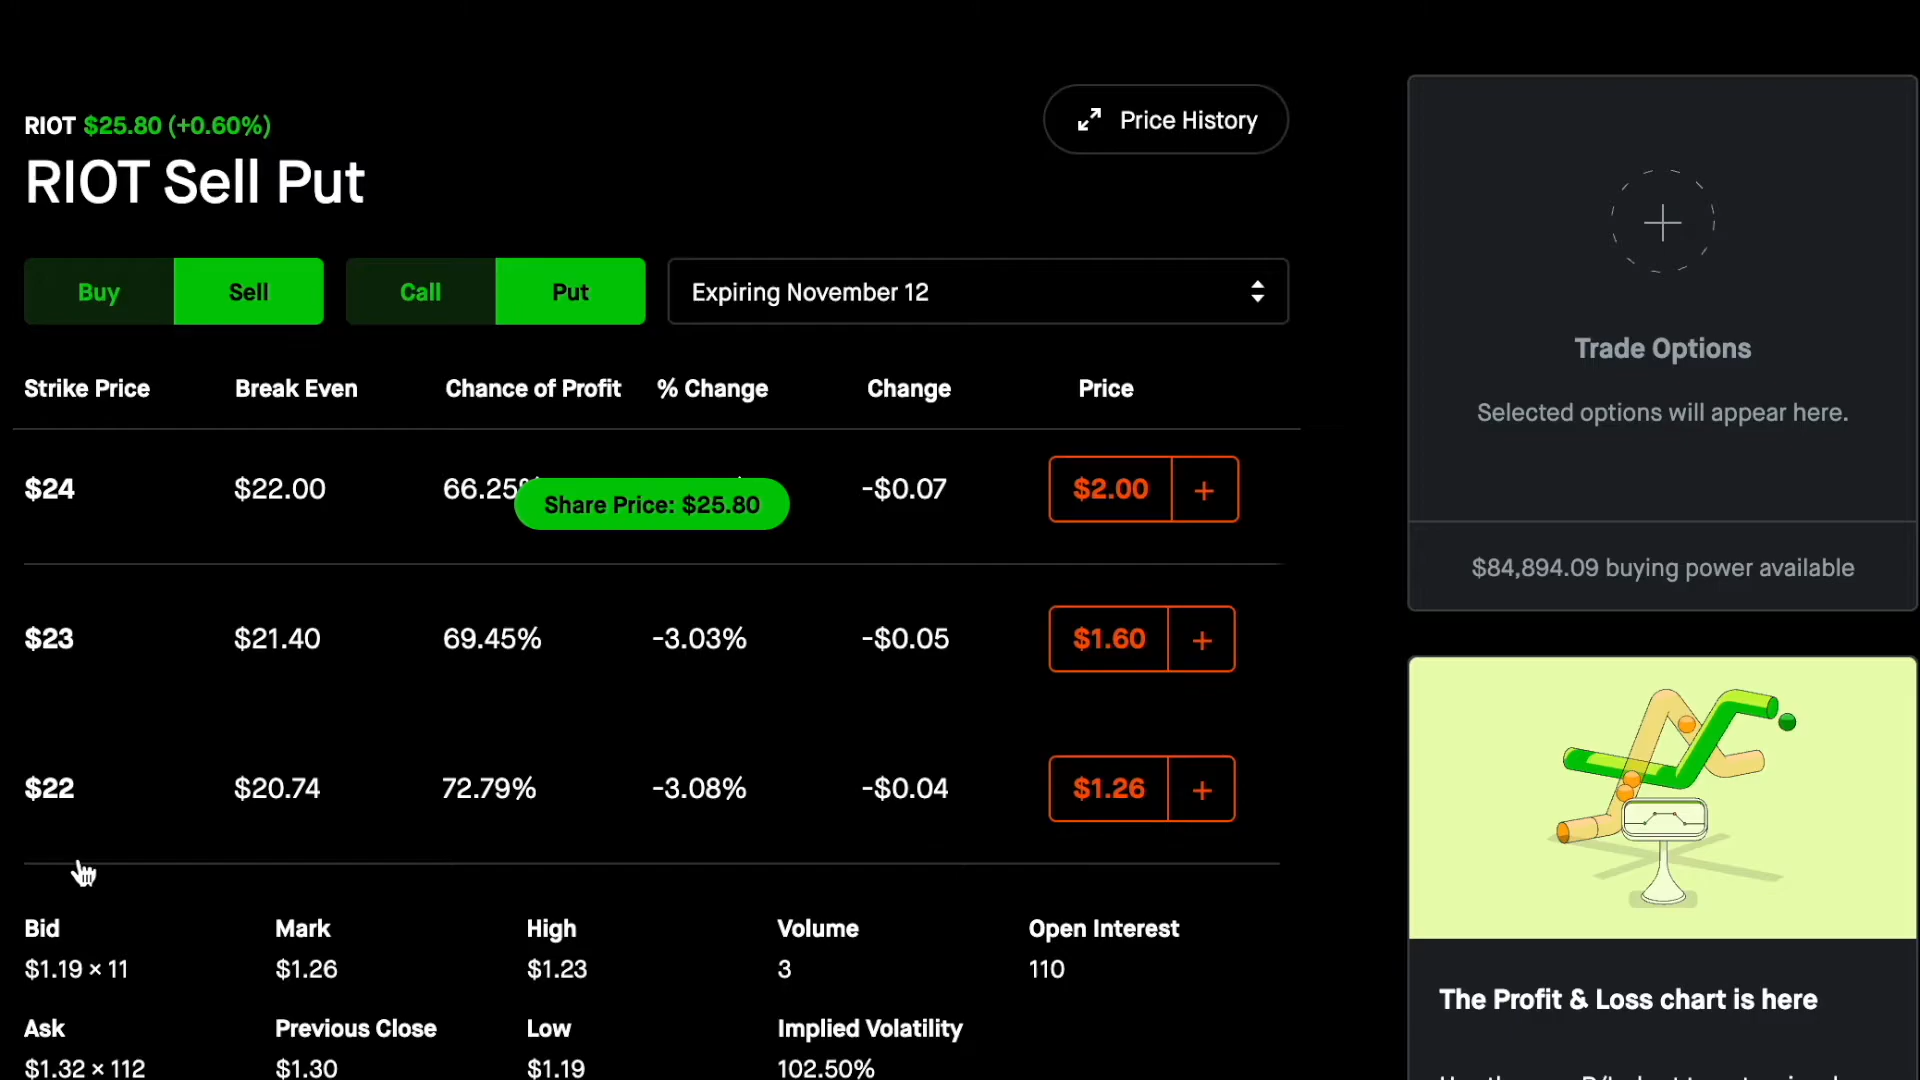 RIOT $25.80 (+0.60%)
Price History
RIOT Sell Put
Buy Sell Call Put Expiring November 12
Strike Price Break Even Chance of Profit % Change Change Price
$24 $22.00 66.25% -$0.07 $2.00 +
Share Price: $25.80
$23 $21.40 69.45% -3.03% -$0.05 $1.60 +
$22 $20.74 72.79% -3.08% -$0.04 $1.26 +
Bid Mark High Volume Open Interest
$1.19 × 11 $1.26 $1.23 3 110
Ask Previous Close Low Implied Volatility
$1.32 × 112 $1.30 $1.19 102.50%
Trade Options
Selected options will appear here.
$84,894.09 buying power available
The Profit & Loss chart is here